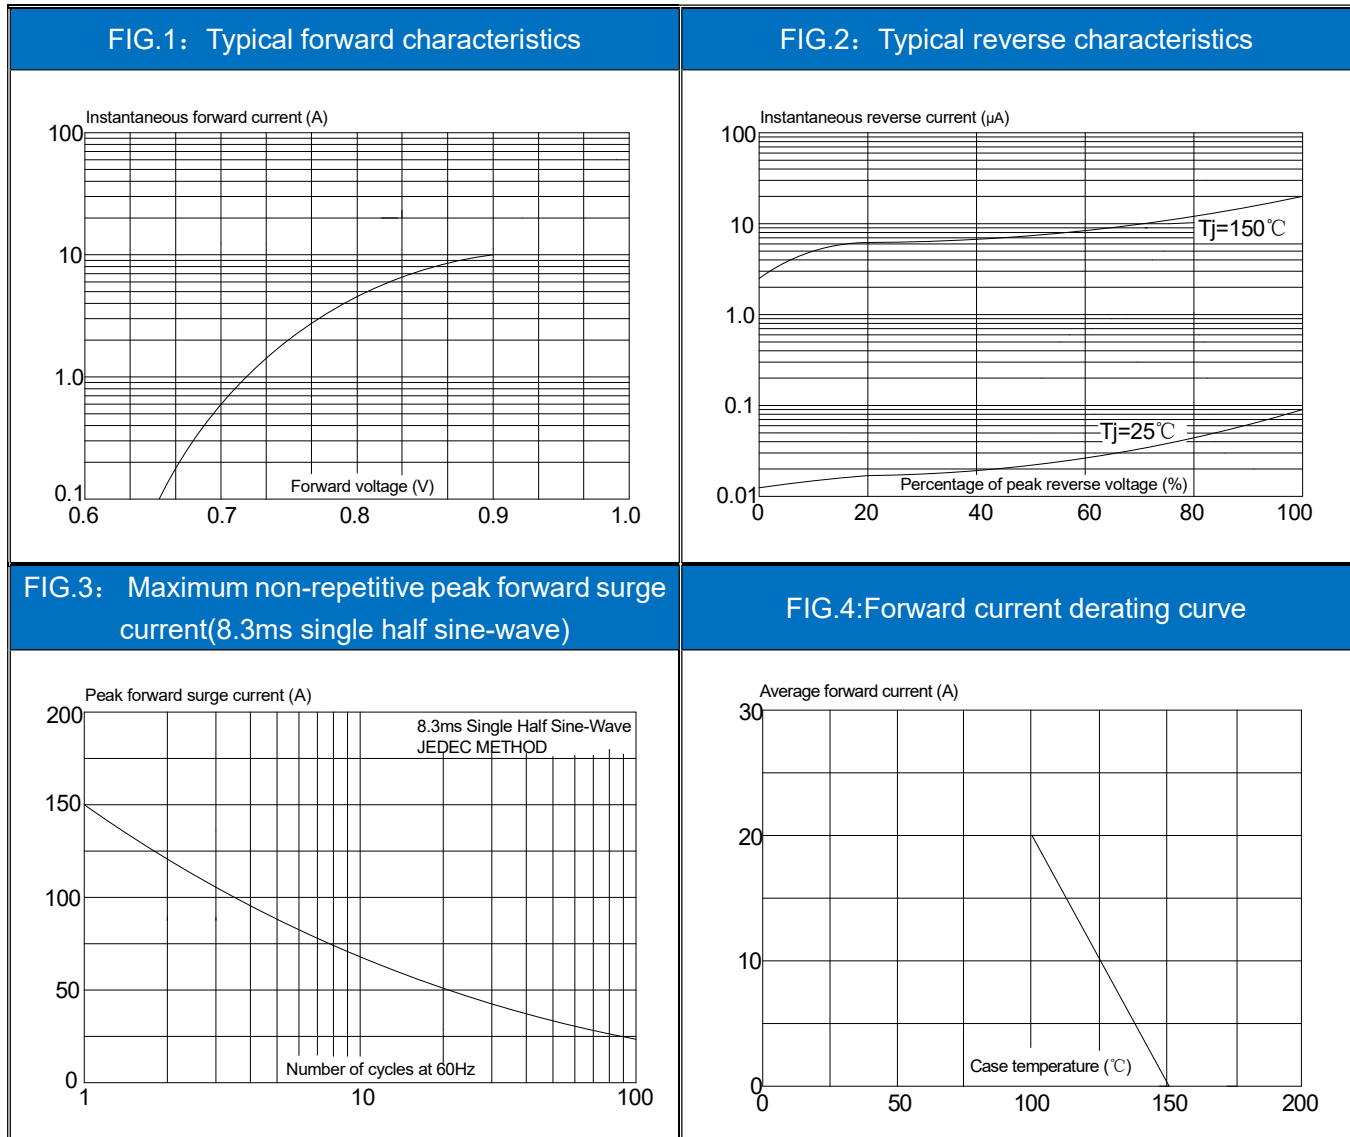 FIG.1：Typical forward characteristics
Instantaneous forward current (A)
100
10
1.0
0.1
Forward voltage (V)
0.6 0.7 0.8 0.9 1.0
FIG.2：Typical reverse characteristics
Instantaneous reverse current (μA)
100
10
Tj=150℃
1.0
0.1
Tj=25℃
0.01
Percentage of peak reverse voltage (%)
0 20 40 60 80 100
FIG.3： Maximum non-repetitive peak forward surge
current(8.3ms single half sine-wave)
Peak forward surge current (A)
200
8.3ms Single Half Sine-Wave
JEDEC METHOD
150
100
50
0
Number of cycles at 60Hz
1 10 100
FIG.4:Forward current derating curve
Average forward current (A)
30
20
10
0
Case temperature (℃)
0 50 100 150 200